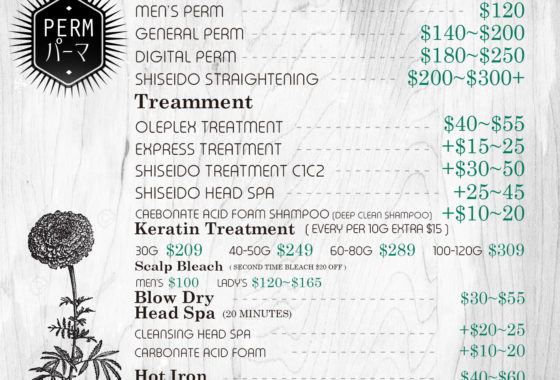 PERM
パーマ
MEN'S PERM $120
GENERAL PERM $140~$200
DIGITAL PERM $180~$250
SHISEIDO STRAIGHTENING $200~$300+
Treamment
OLEPLEX TREATMENT $40~$55
EXPRESS TREATMENT +$15~25
SHISEIDO TREATMENT C1C2 +$30~50
SHISEIDO HEAD SPA +25~45
CARBONATE ACID FOAM SHAMPOO (DEEP CLEAN SHAMPOO) +$10~20
Keratin Treatment ( EVERY PER 10G EXTRA $15 )
30G $209 40-50G $249 60-80G $289 100-120G $309
Scalp Bleach ( SECOND TIME BLEACH $20 OFF )
MEN'S $100 LADY'S $120~$165
Blow Dry $30~$55
Head Spa (20 MINUTES)
CLEANSING HEAD SPA +$20~25
CARBONATE ACID FOAM +$10~20
Hot Iron $40~$60